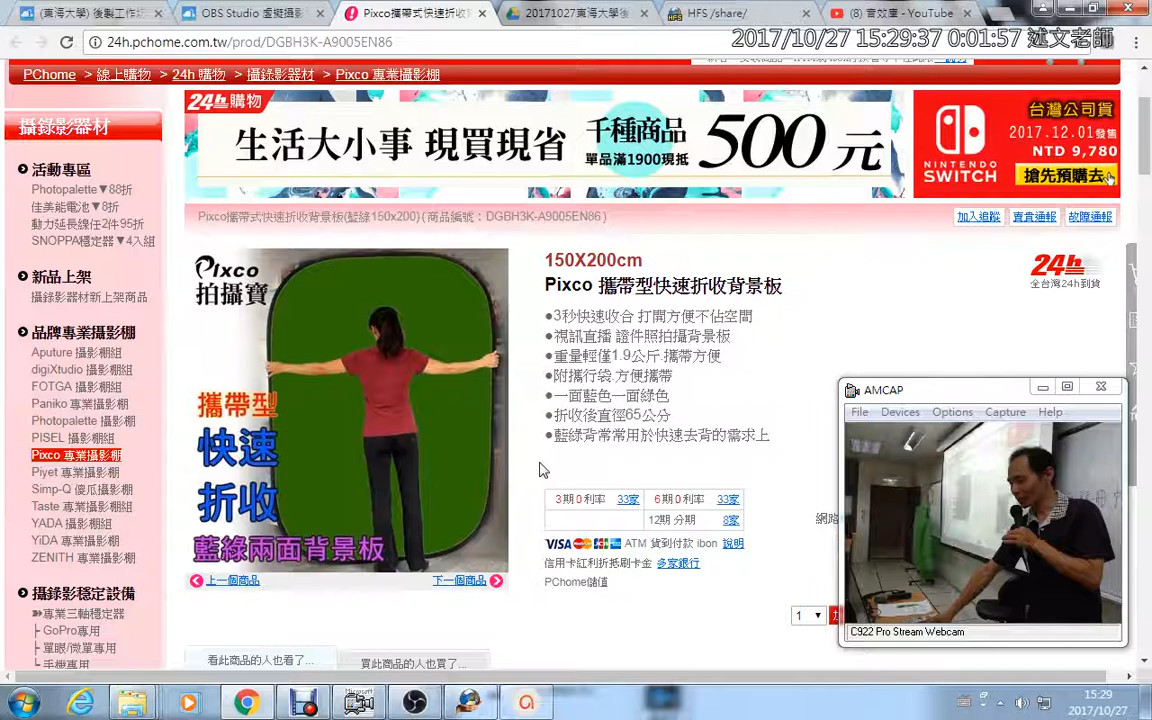 (東海大學) 後製工作
OBS Studio 虛擬攝影
Pixco攜帶式快速折收背
20171027東海大學後
HFS /share/
(8) 音效庫 - YouTube
24h.pchome.com.tw/prod/DGBH3K-A9005EN86
2017/10/27 15:29:37 0:01:57 述文老師
PChome > 線上購物 > 24h 購物 > 攝錄影器材 > Pixco 專業攝影棚
攝錄影器材
活動專區
Photopalette▼88折
佳美能電池▼8折
動力延長線任2件95折
SNOPPA穩定器▼4入組
新品上架
攝錄影器材新上架商品
品牌專業攝影棚
Aputure 攝影棚組
digiXtudio 攝影棚組
FOTGA 攝影棚組
Paniko 專業攝影棚
Photopalette 攝影棚
PISEL 攝影棚組
Pixco 專業攝影棚
Piyet 專業攝影棚
Simp-Q 傻瓜攝影棚
Taste 專業攝影棚
YADA 攝影棚組
YiDA 專業攝影棚
ZENITH 專業攝影棚
攝錄影穩定設備
專業三軸穩定器
├ GoPro專用
├ 單眼/微單專用
├ 手機專用
24h購物
生活大小事 現買現省
千種商品
單品滿1900現抵
500元
NINTENDO
SWITCH
台灣公司貨
2017.12.01發售
NTD 9,780
搶先預購去
Pixco攜帶式快速折收背景板(藍綠150x200)(商品編號：DGBH3K-A9005EN86)
加入追蹤
賣貴通報
故障通報
Pixco
拍攝寶
攜帶型
快速
折收
藍綠兩面背景板
上一個商品
下一個商品
150X200cm
Pixco 攜帶型快速折收背景板
24h
全台灣24h到貨
●3秒快速收合 打開方便不佔空間
●視訊直播 證件照拍攝背景板
●重量輕僅1.9公斤.攜帶方便
●附攜行袋.方便攜帶
●一面藍色一面綠色
●折收後直徑65公分
●藍綠背常常用於快速去背的需求上
3期0利率 33家 6期0利率 33家
12期 分期 8家
VISA JCB ATM 貨到付款 ibon 說明
信用卡紅利折抵刷卡金 多家銀行
PChome儲值
網路
1
看此商品的人也看了...
買此商品的人也買了...
AMCAP
File Devices Options Capture Help
C922 Pro Stream Webcam
15:29
2017/10/27